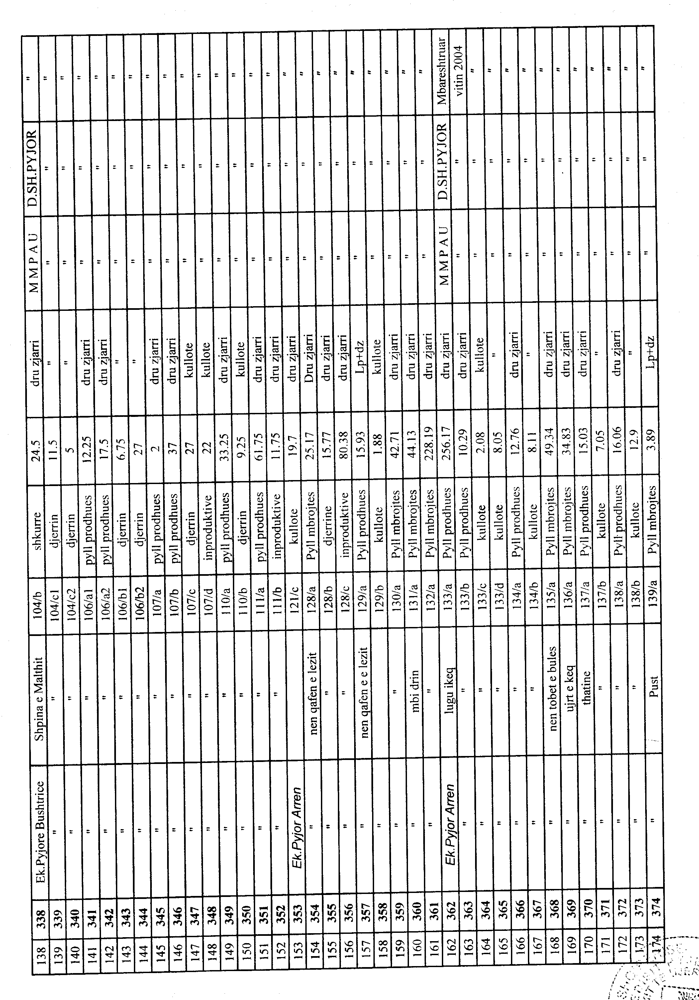 138 338 Ek.Pyjore Bushtrice Shpina e Malthit 104/b shkurre 24.5 dru zjarri M M P A U D.SH.PYJOR "
139 339 " " 104/c1 djerrin 11.5 " " " "
140 340 " " 104/c2 djerrin 5 " " " "
141 341 " " 106/a1 pyll prodhues 12.25 dru zjarri " " "
142 342 " " 106/a2 pyll prodhues 17.5 dru zjarri " " "
143 343 " " 106/b1 djerrin 6.75 " " " "
144 344 " " 106/b2 djerrin 27 " " " "
145 345 " " 107/a pyll prodhues 2 dru zjarri " " "
146 346 " " 107/b pyll prodhues 37 dru zjarri " " "
147 347 " " 107/c djerrin 27 kullote " " "
148 348 " " 107/d inproduktive 22 kullote " " "
149 349 " " 110/a pyll prodhues 33.25 dru zjarri " " "
150 350 " " 110/b djerrin 9.25 kullote " " "
151 351 " " 111/a pyll prodhues 61.75 dru zjarri " " "
152 352 " " 111/b inproduktive 11.75 dru zjarri " " "
153 353 Ek.Pyjor Arren 121/c kullote 19.7 dru zjarri " " "
154 354 " nen qafen e lezit 128/a Pyll mbrojtes 25.17 Dru zjarri " " "
155 355 " " 128/b djerrine 15.77 dru zjarri " " "
156 356 " " 128/c inproduktive 80.38 dru zjarri " " "
157 357 " nen qafen e e lezit 129/a Pyll prodhues 15.93 Lp+dz " " "
158 358 " 129/b kullote 1.88 kullote " " "
159 359 " " 130/a Pyll mbrojtes 42.71 dru zjarri " " "
160 360 " mbi drin 131/a Pyll mbrojtes 44.13 dru zjarri " " "
161 361 " " 132/a Pyll mbrojtes 228.19 dru zjarri " " "
162 362 Ek.Pyjor Arren lugu ikeq 133/a Pyll prodhues 256.17 dru zjarri M M P A U D.SH.PYJOR Mbareshtruar
163 363 " " 133/b Pyll prodhues 10.29 dru zjarri " " vitin 2004
164 364 " " 133/c kullote 2.08 kullote " " "
165 365 " " 133/d kullote 8.05 " " " "
166 366 " " 134/a Pyll prodhues 12.76 dru zjarri " " "
167 367 " " 134/b kullote 8.11 " " " "
168 368 " nen tobet e bules 135/a Pyll mbrojtes 49.34 dru zjarri " " "
169 369 " ujrt e keq 136/a Pyll mbrojtes 34.83 dru zjarri " " "
170 370 " thatine 137/a Pyll prodhues 15.03 dru zjarri " " "
171 371 " " 137/b kullote 7.05 " " " "
172 372 " " 138/a Pyll prodhues 16.06 dru zjarri " " "
173 373 " " 138/b kullote 12.9 " " " "
174 374 " Pust 139/a Pyll mbrojtes 3.89 Lp+dz " " "